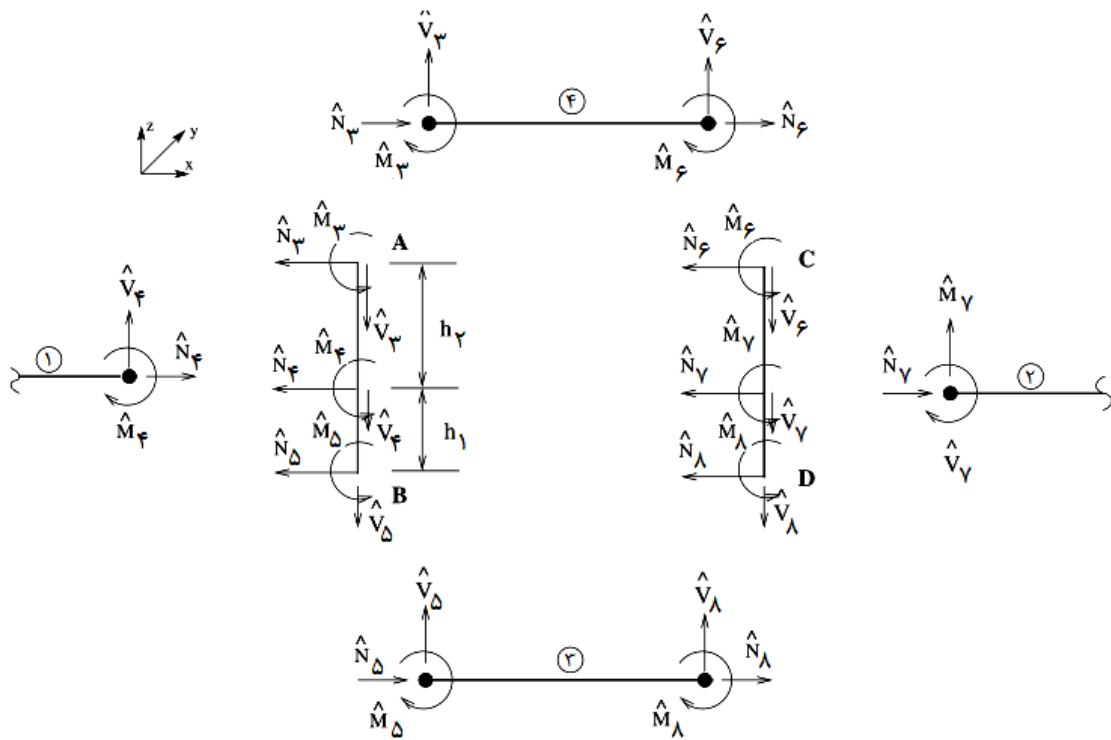 V̂۳ V̂۶
۴
N̂۳ N̂۶
M̂۳ M̂۶
z y x
N̂۳ M̂۳ A
N̂۶ M̂۶ C
V̂۳ h۲
V̂۶
V̂۴ N̂۴ ۱ M̂۴
N̂۴ M̂۴ V̂۴
N̂۷ M̂۷ V̂۷
M̂۷ N̂۷ ۲ V̂۷
N̂۵ M̂۵ h۱
N̂۸ M̂۸
B V̂۵
D V̂۸
V̂۵ V̂۸
N̂۵ ۳ N̂۸
M̂۵ M̂۸